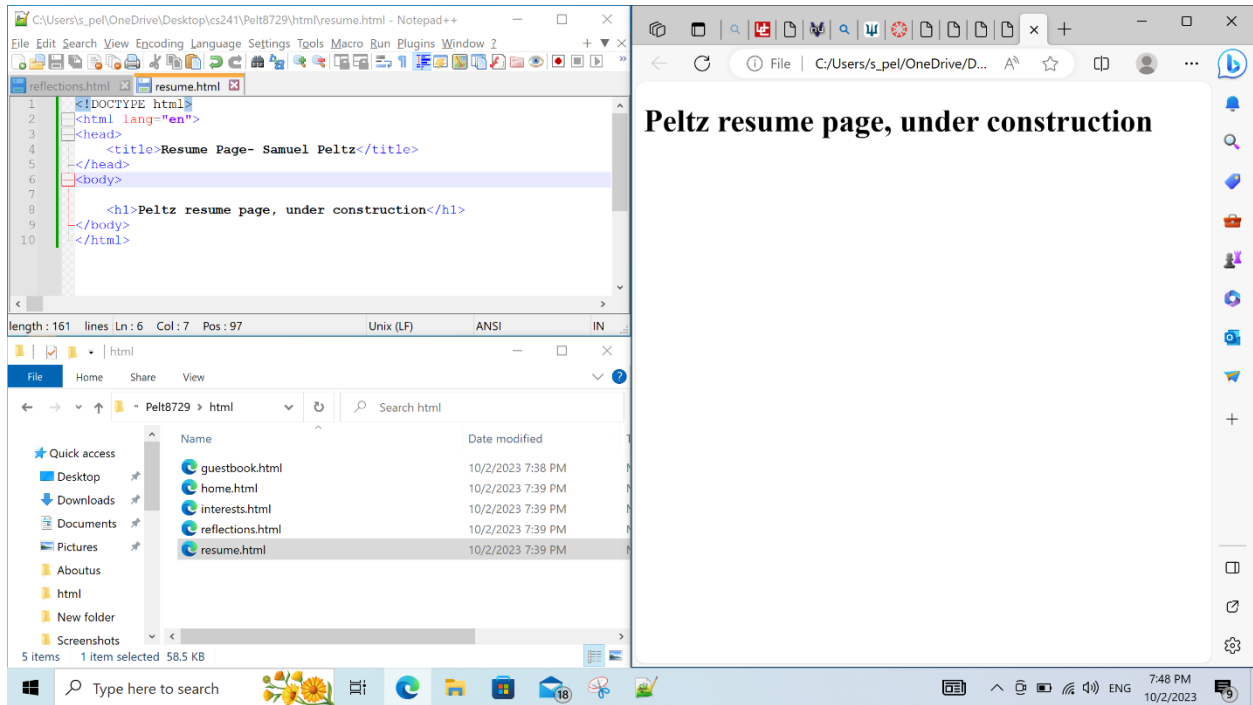 C:\Users\s_pel\OneDrive\Desktop\cs241\Pelt8729\html\resume.html - Notepad++
File Edit Search View Encoding Language Settings Tools Macro Run Plugins Window ?
reflections.html resume.html
1 <!DOCTYPE html>
2 <html lang="en">
3 <head>
4 <title>Resume Page- Samuel Peltz</title>
5 </head>
6 <body>
7
8 <h1>Peltz resume page, under construction</h1>
9 </body>
10 </html>
length : 161 lines Ln : 6 Col : 7 Pos : 97 Unix (LF) ANSI IN
html
File Home Share View
Pelt8729 > html Search html
Name Date modified
Quick access
Desktop
Downloads
Documents
Pictures
Aboutus
html
New folder
Screenshots
guestbook.html 10/2/2023 7:38 PM
home.html 10/2/2023 7:39 PM
interests.html 10/2/2023 7:39 PM
reflections.html 10/2/2023 7:39 PM
resume.html 10/2/2023 7:39 PM
5 items 1 item selected 58.5 KB
File C:/Users/s_pel/OneDrive/D...
Peltz resume page, under construction
Type here to search
18
ENG
7:48 PM
10/2/2023
9